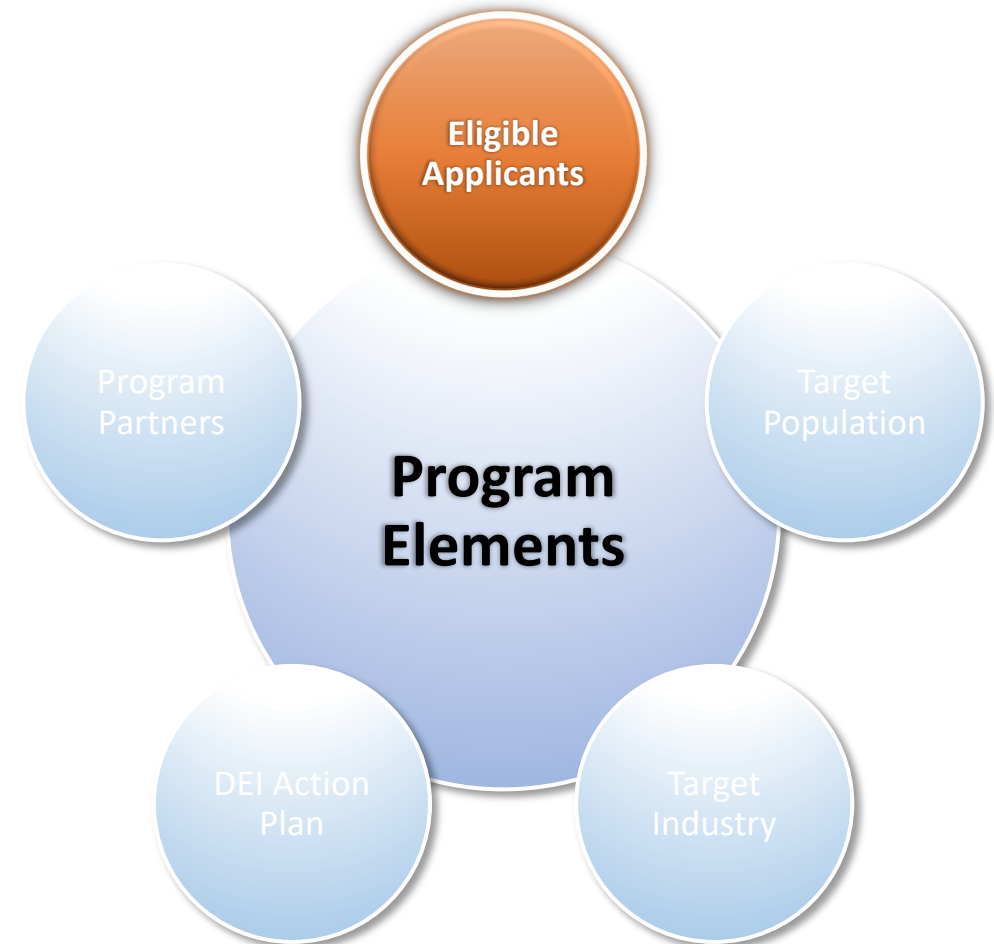 Eligible
Applicants
Program
Partners
Target
Population
Program
Elements
DEI Action
Plan
Target
Industry